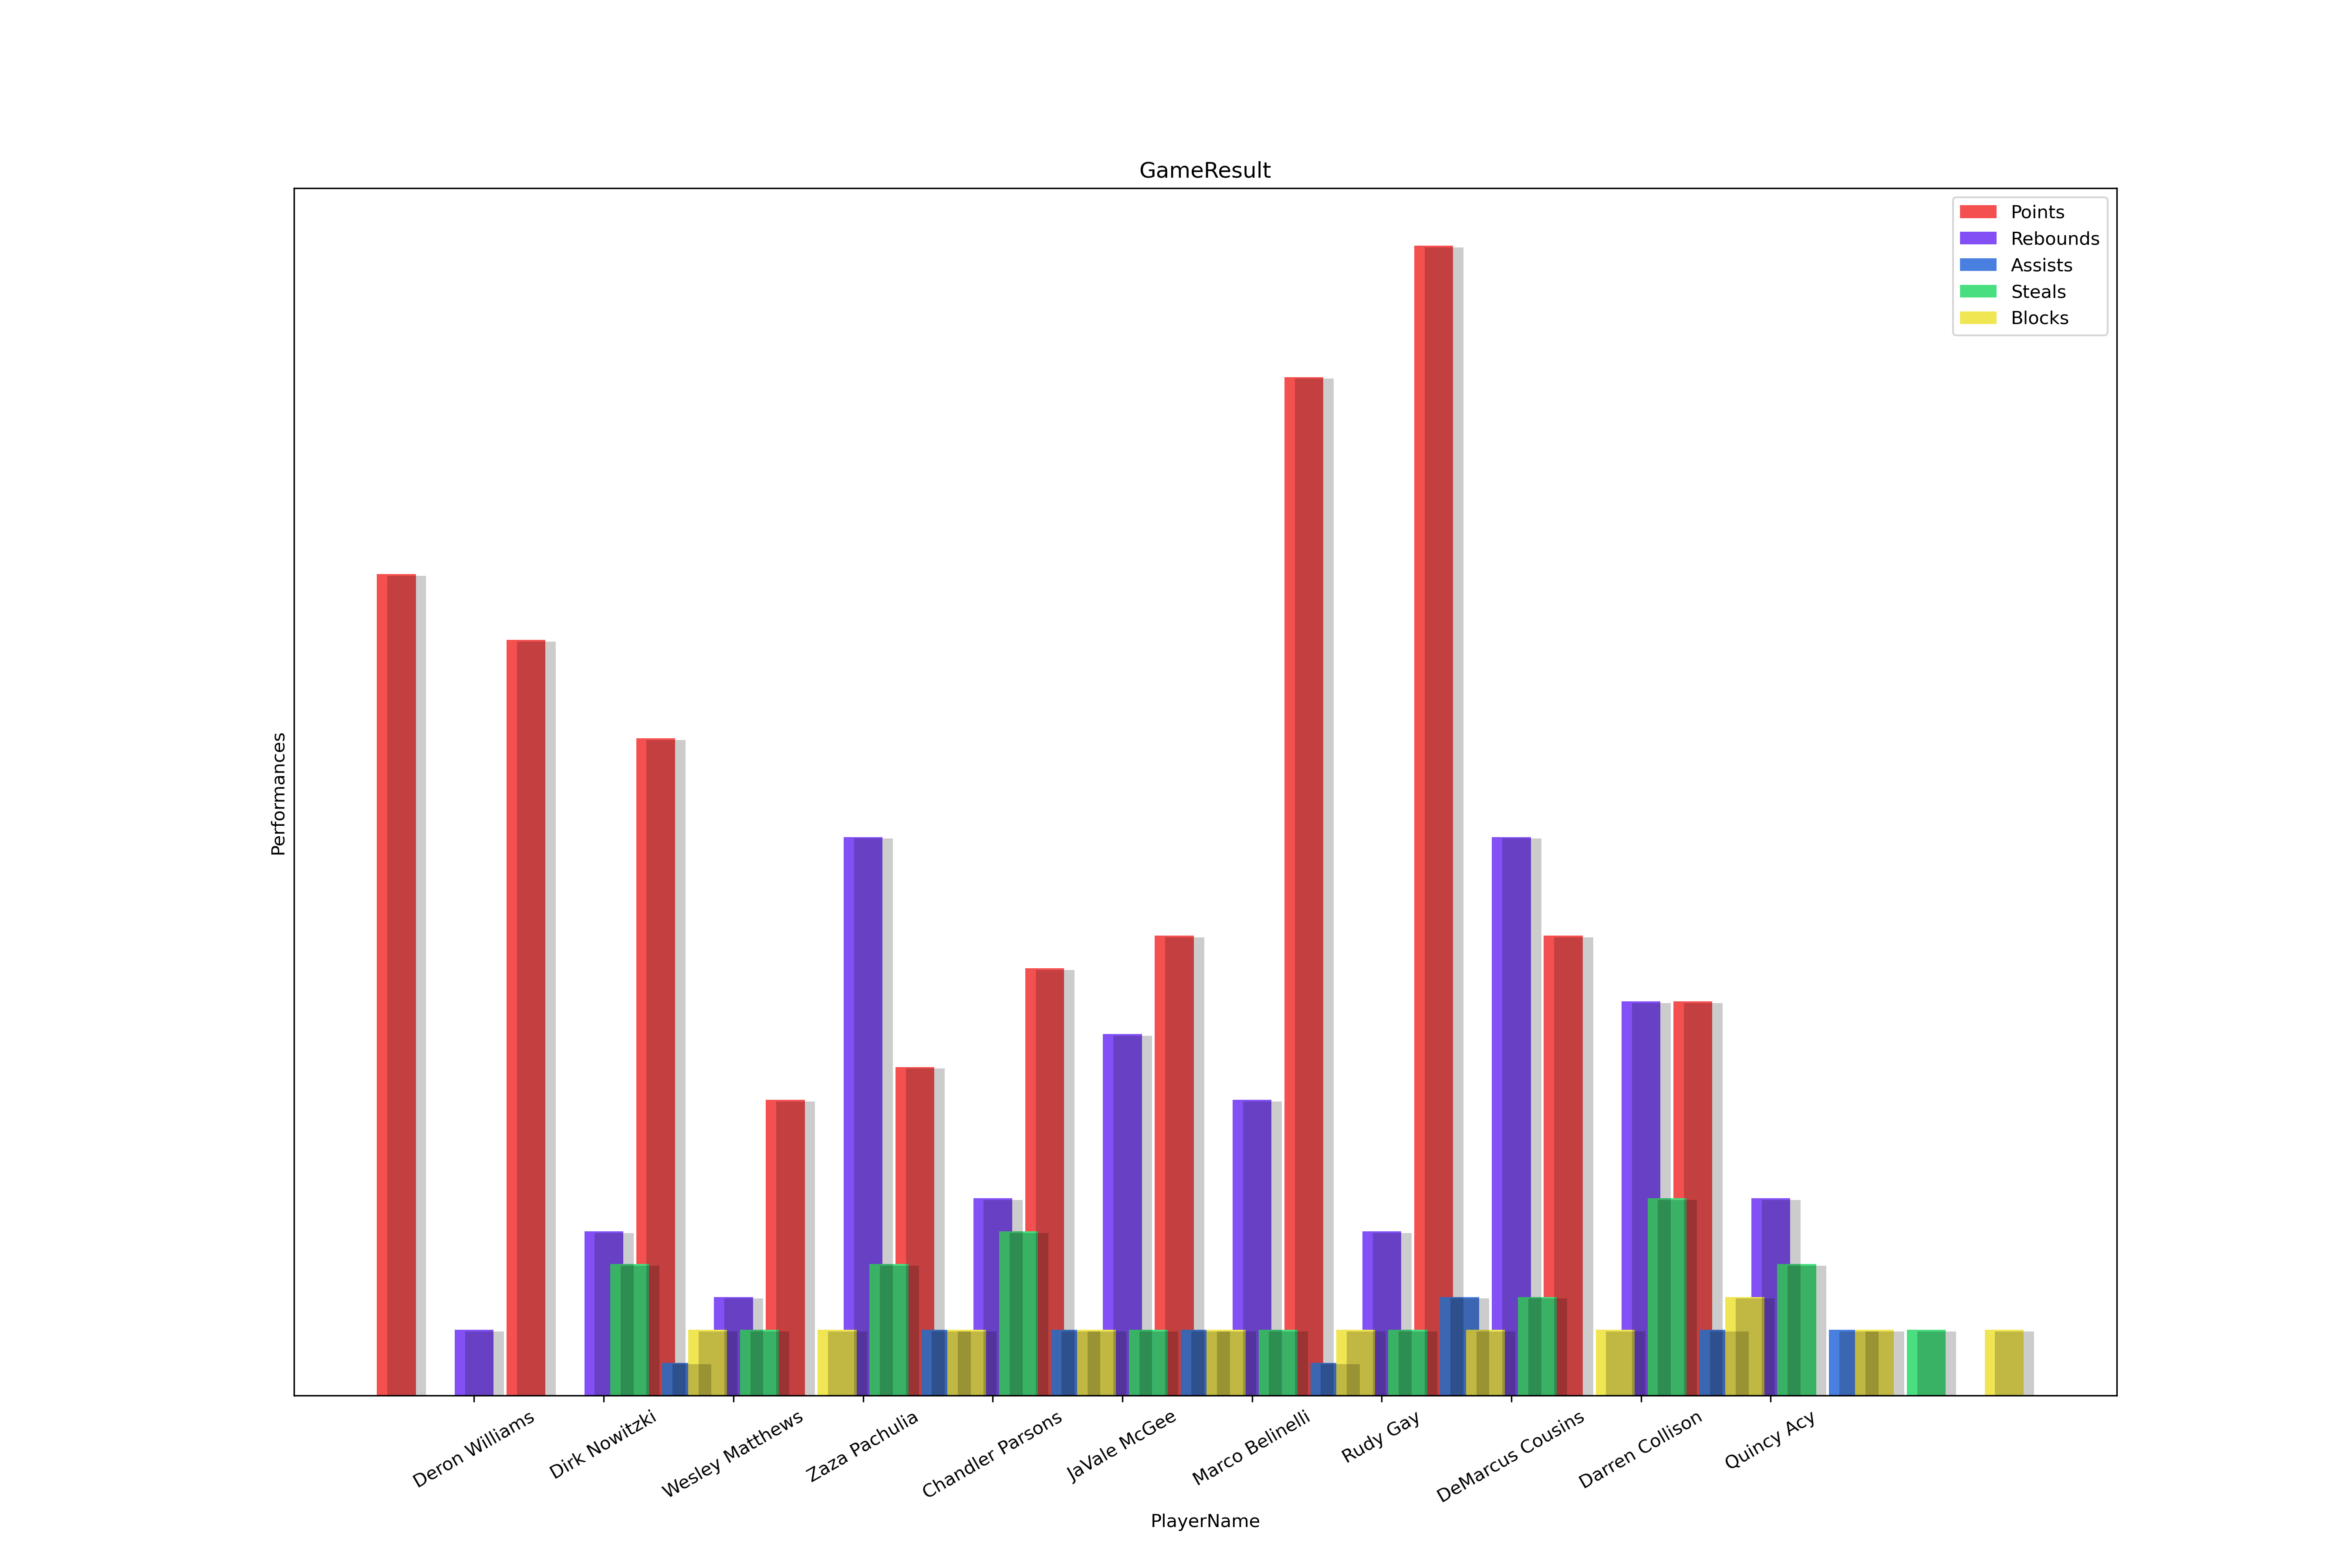 GameResult
Points
Rebounds
Assists
Steals
Blocks
Performances
Deron Williams
Dirk Nowitzki
Wesley Matthews
Zaza Pachulia
Chandler Parsons
JaVale McGee
Marco Belinelli
Rudy Gay
DeMarcus Cousins
Darren Collison
Quincy Acy
PlayerName